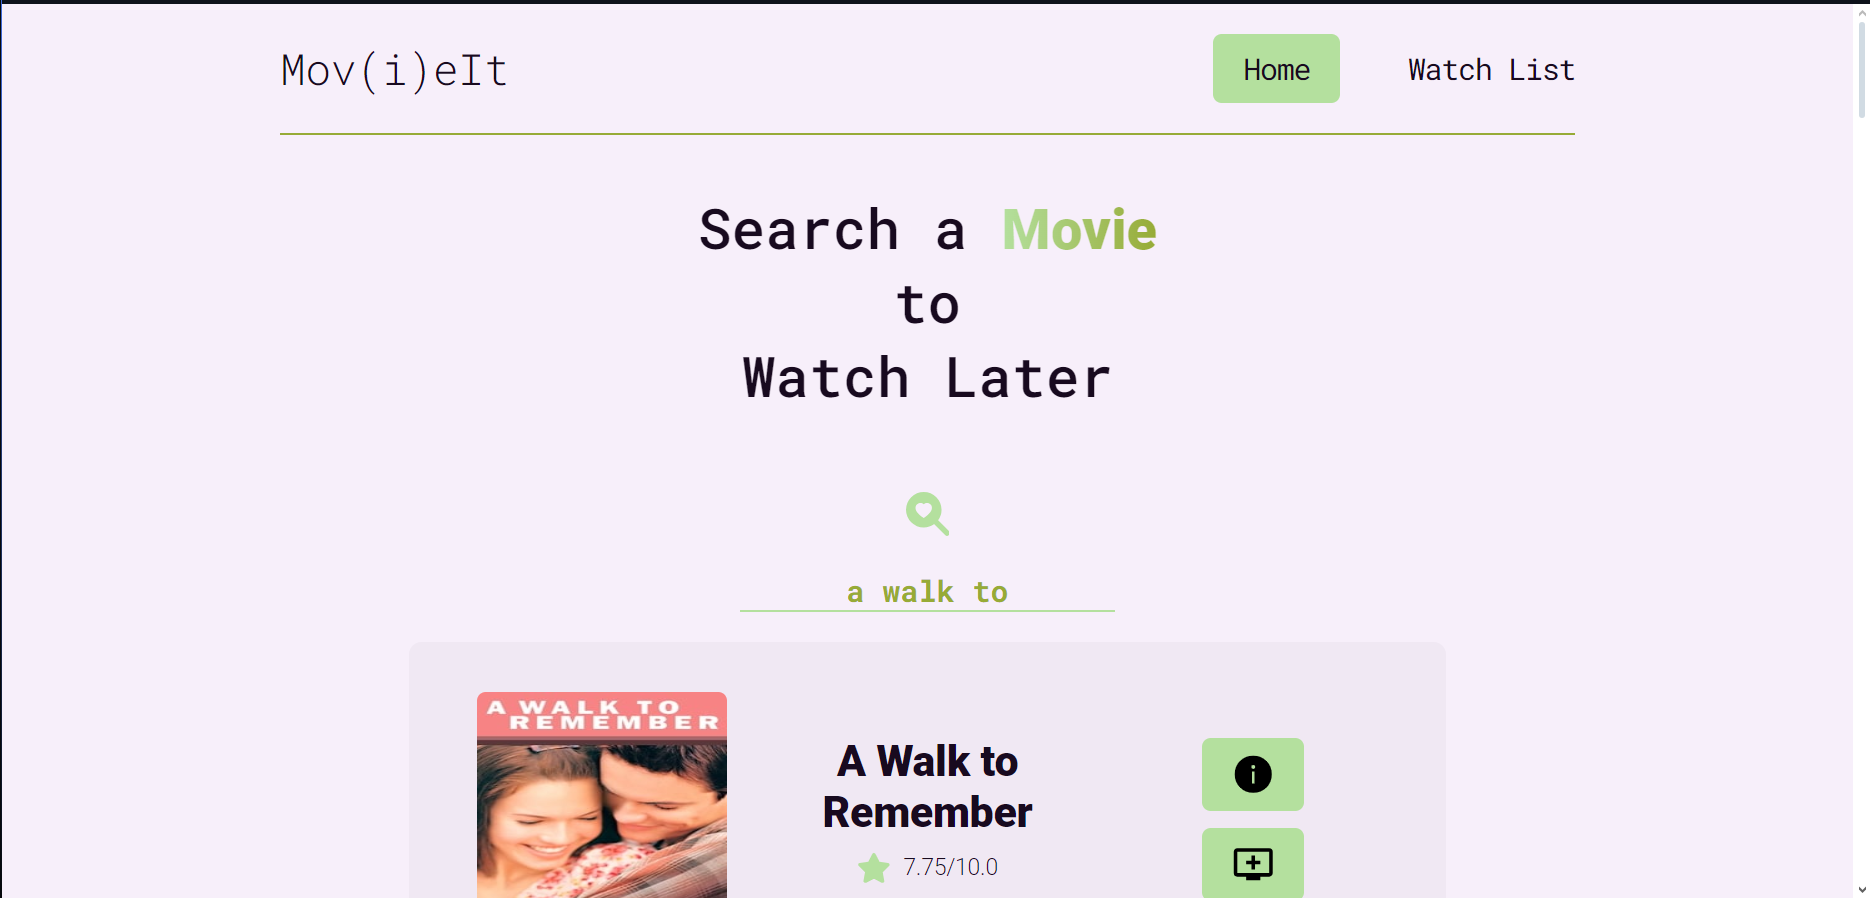 Mov(i)eIt
Home
Watch List
Search a Movie
to
Watch Later
a walk to
A WALK TO
REMEMBER
A Walk to
Remember
7.75/10.0